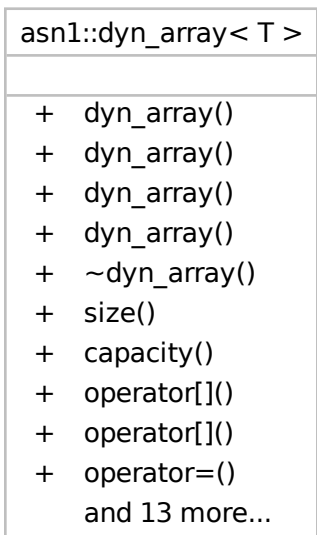 asn1::dyn_array< T >
+ dyn_array()
+ dyn_array()
+ dyn_array()
+ dyn_array()
+ ~dyn_array()
+ size()
+ capacity()
+ operator[]()
+ operator[]()
+ operator=()
and 13 more...